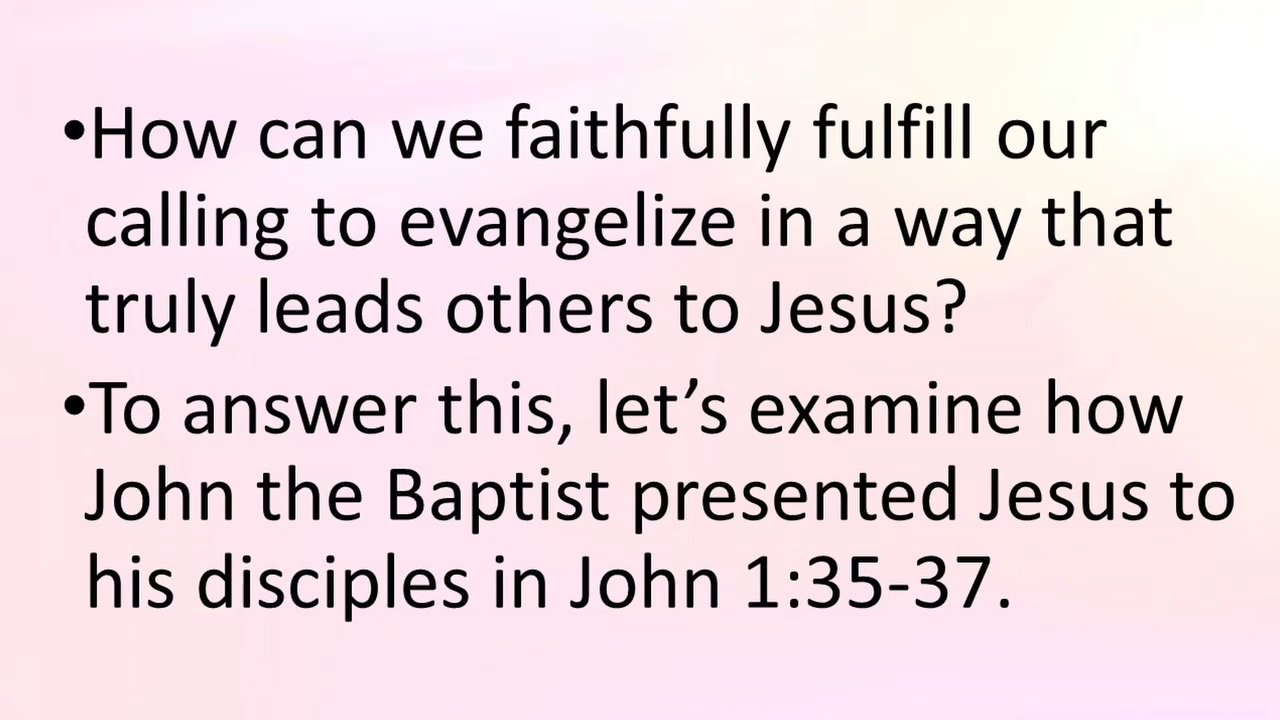 •How can we faithfully fulfill our
calling to evangelize in a way that
truly leads others to Jesus?
•To answer this, let’s examine how
John the Baptist presented Jesus to
his disciples in John 1:35-37.